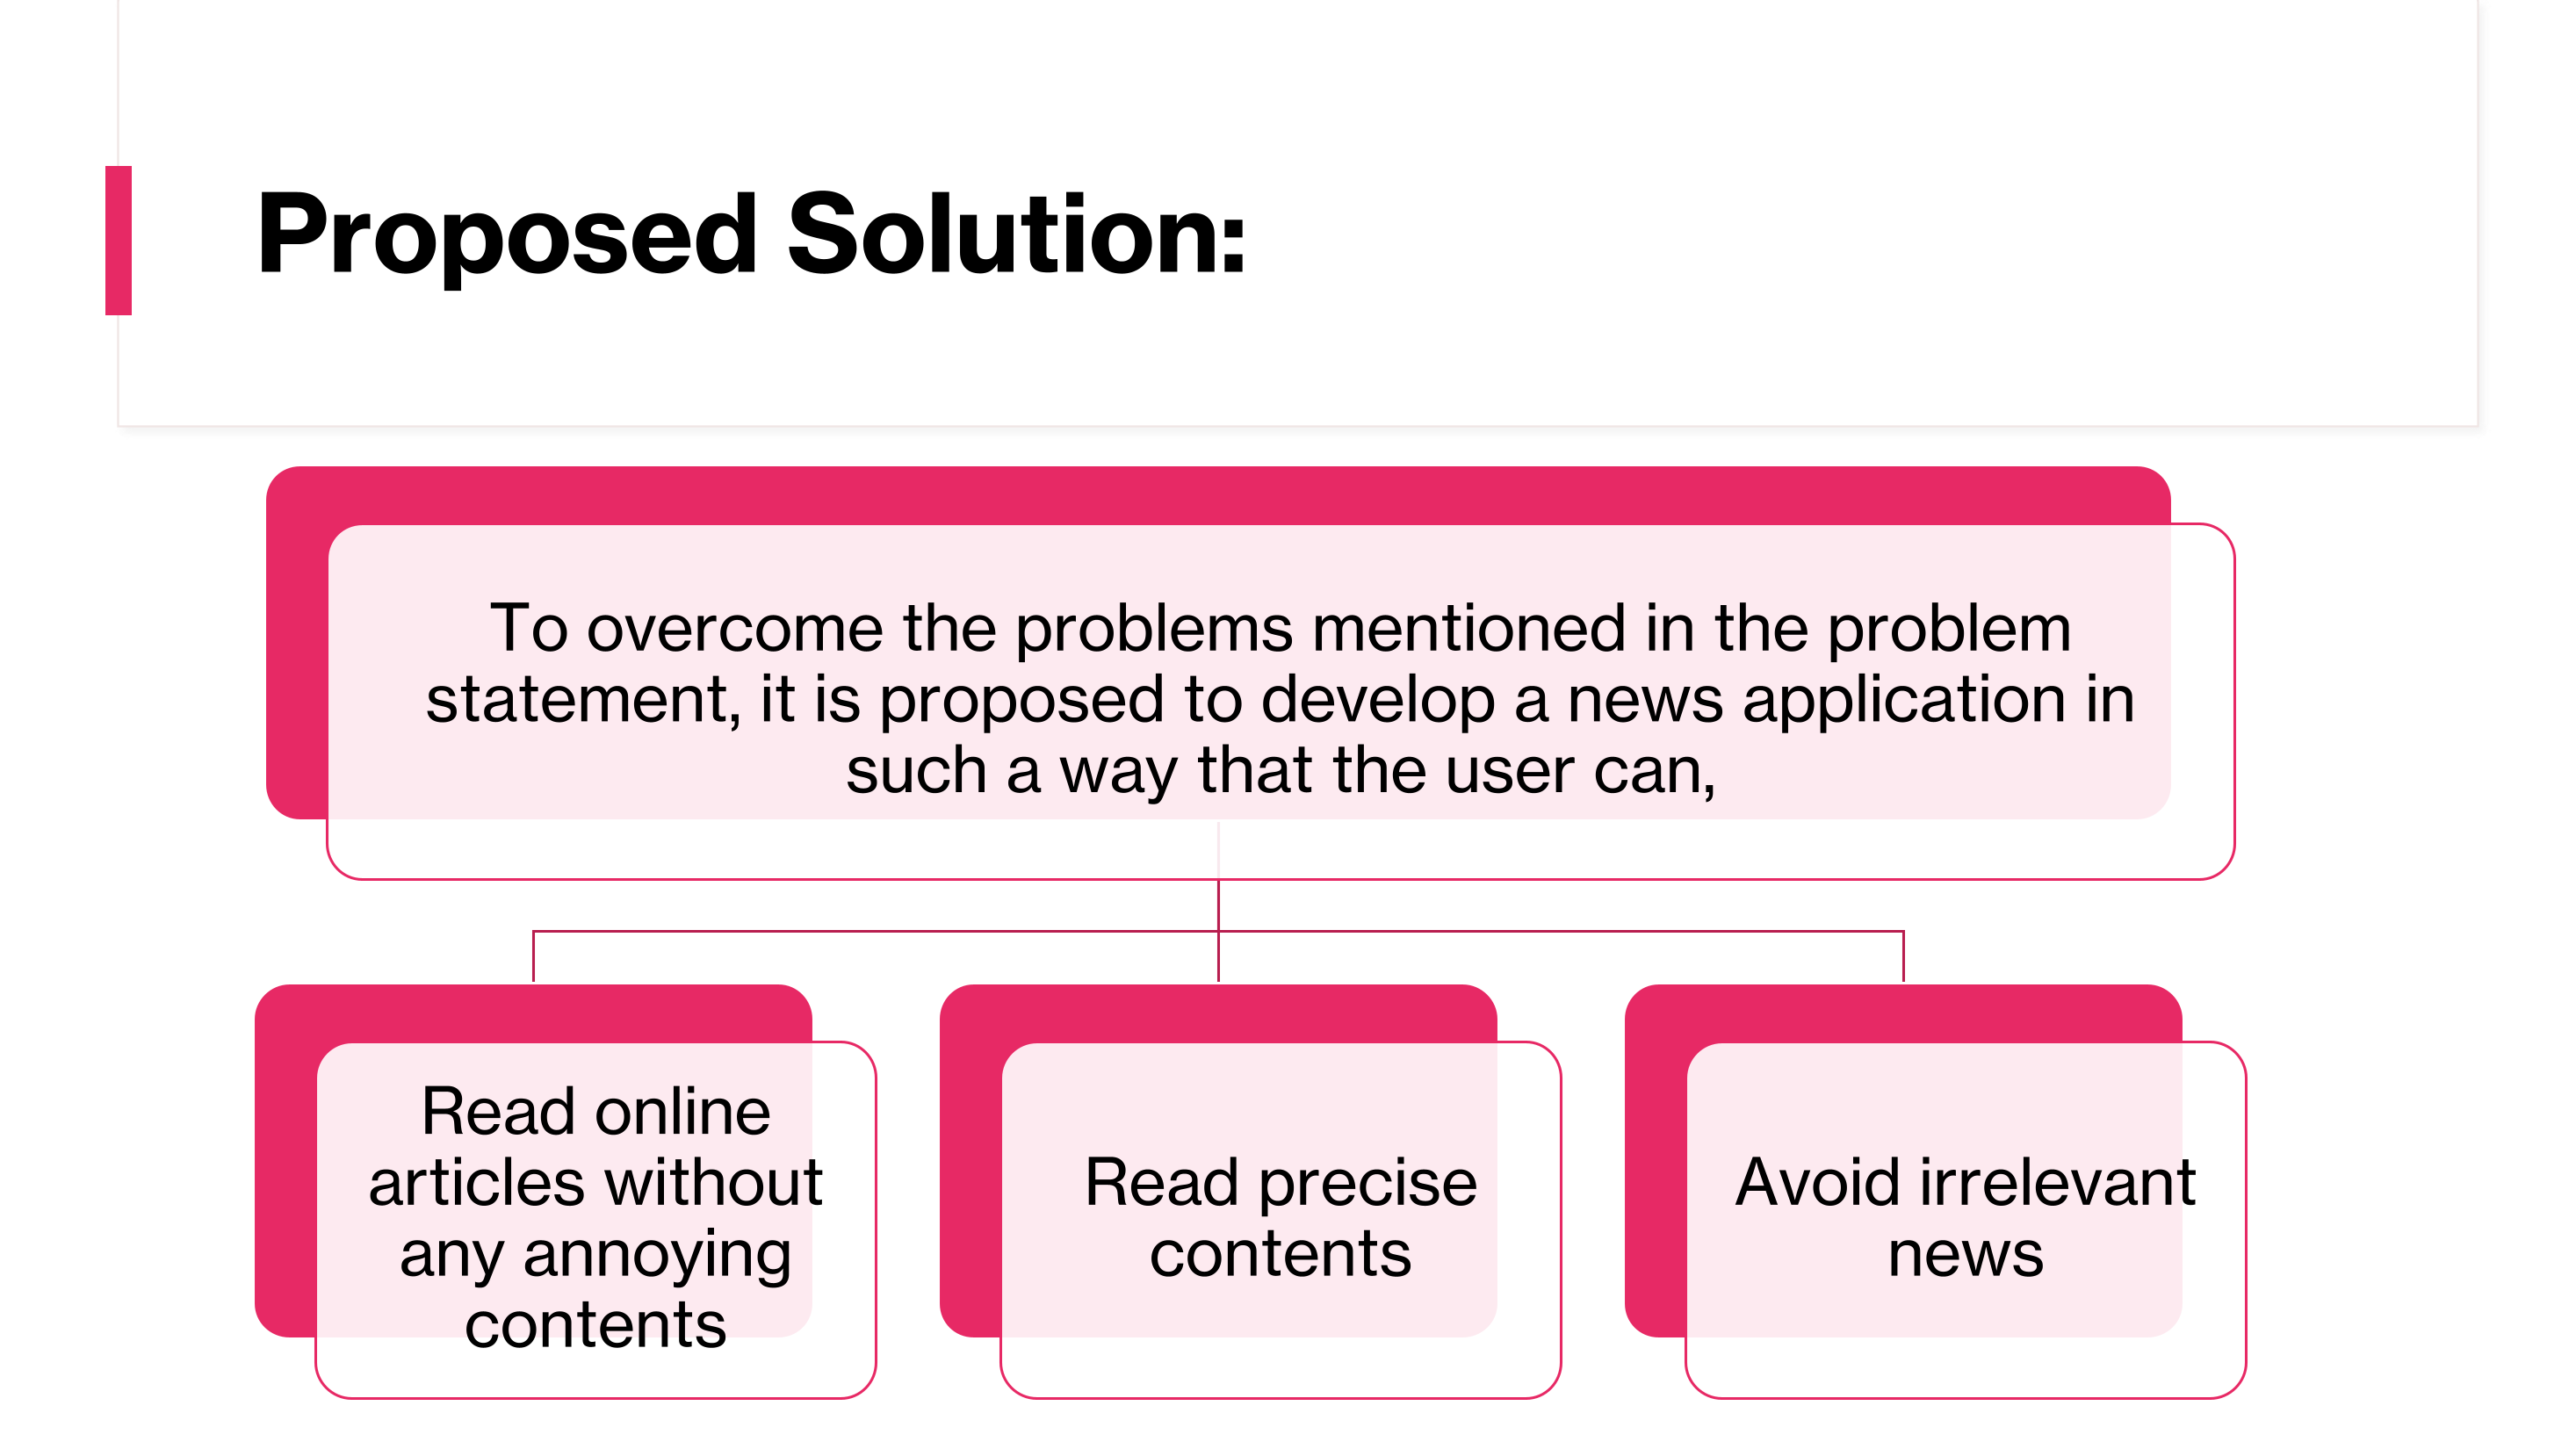 Proposed Solution:
To overcome the problems mentioned in the problem
statement, it is proposed to develop a news application in
such a way that the user can,
Read online
articles without
any annoying
contents
Read precise
contents
Avoid irrelevant
news